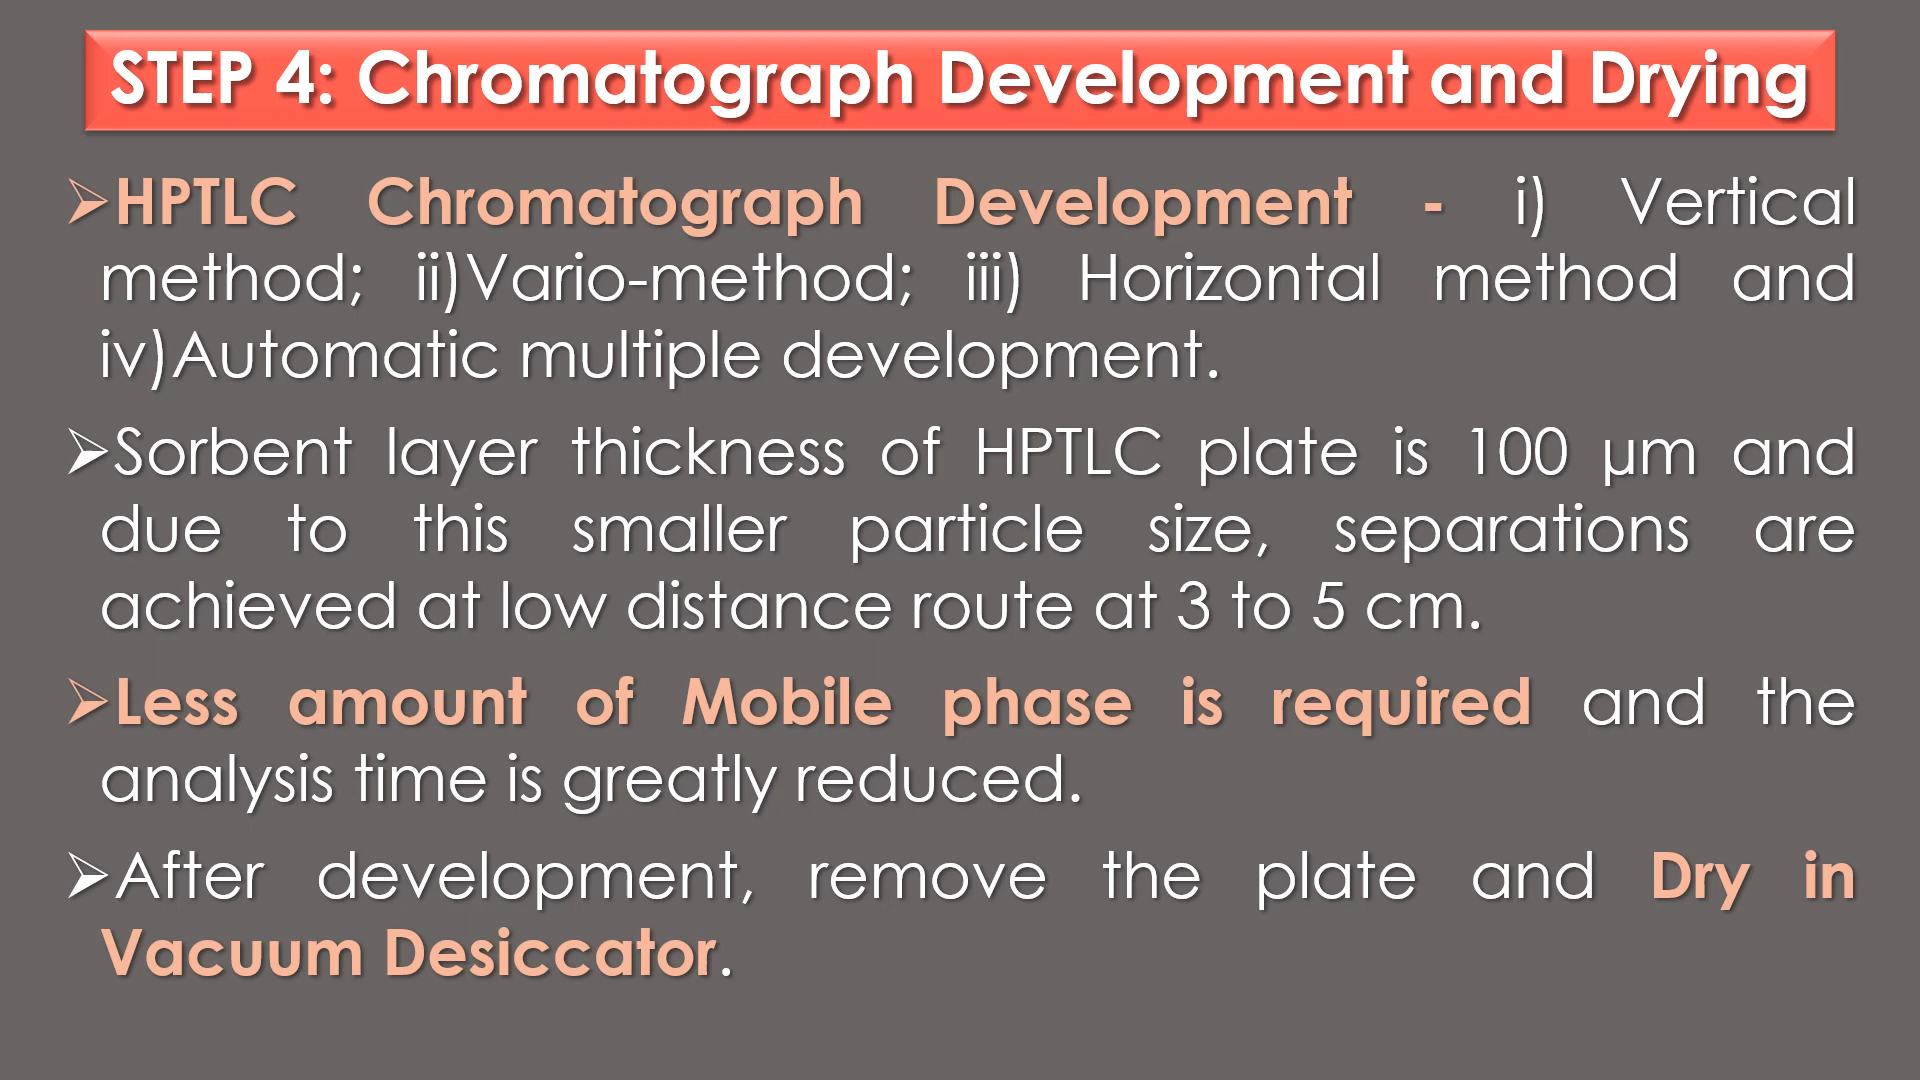 STEP 4: Chromatograph Development and Drying
➢HPTLC Chromatograph Development - i) Vertical
method; ii)Vario-method; iii) Horizontal method and
iv)Automatic multiple development.
➢Sorbent layer thickness of HPTLC plate is 100 µm and
due to this smaller particle size, separations are
achieved at low distance route at 3 to 5 cm.
➢Less amount of Mobile phase is required and the
analysis time is greatly reduced.
➢After development, remove the plate and Dry in
Vacuum Desiccator.